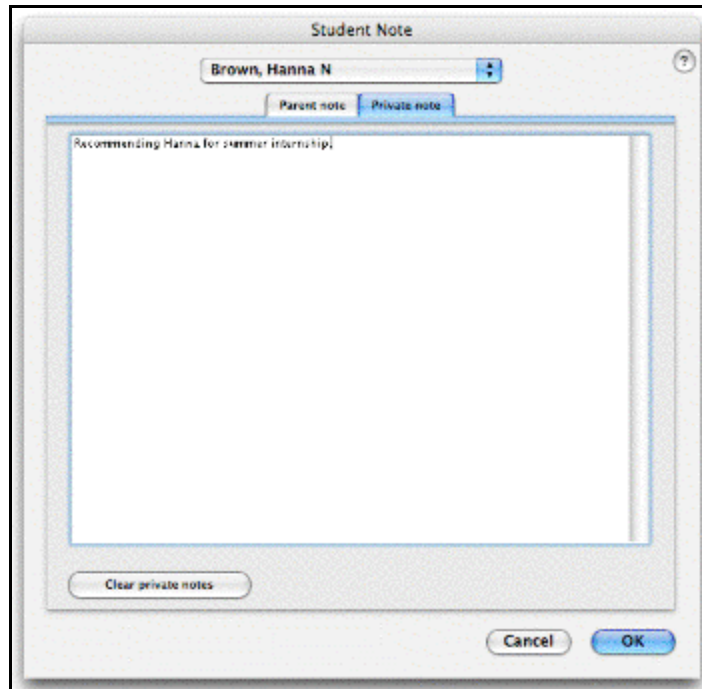 Student Note
Brown, Hanna N
?
Parent note Private note
Recommending Hanna for summer internship.
Clear private notes
Cancel OK